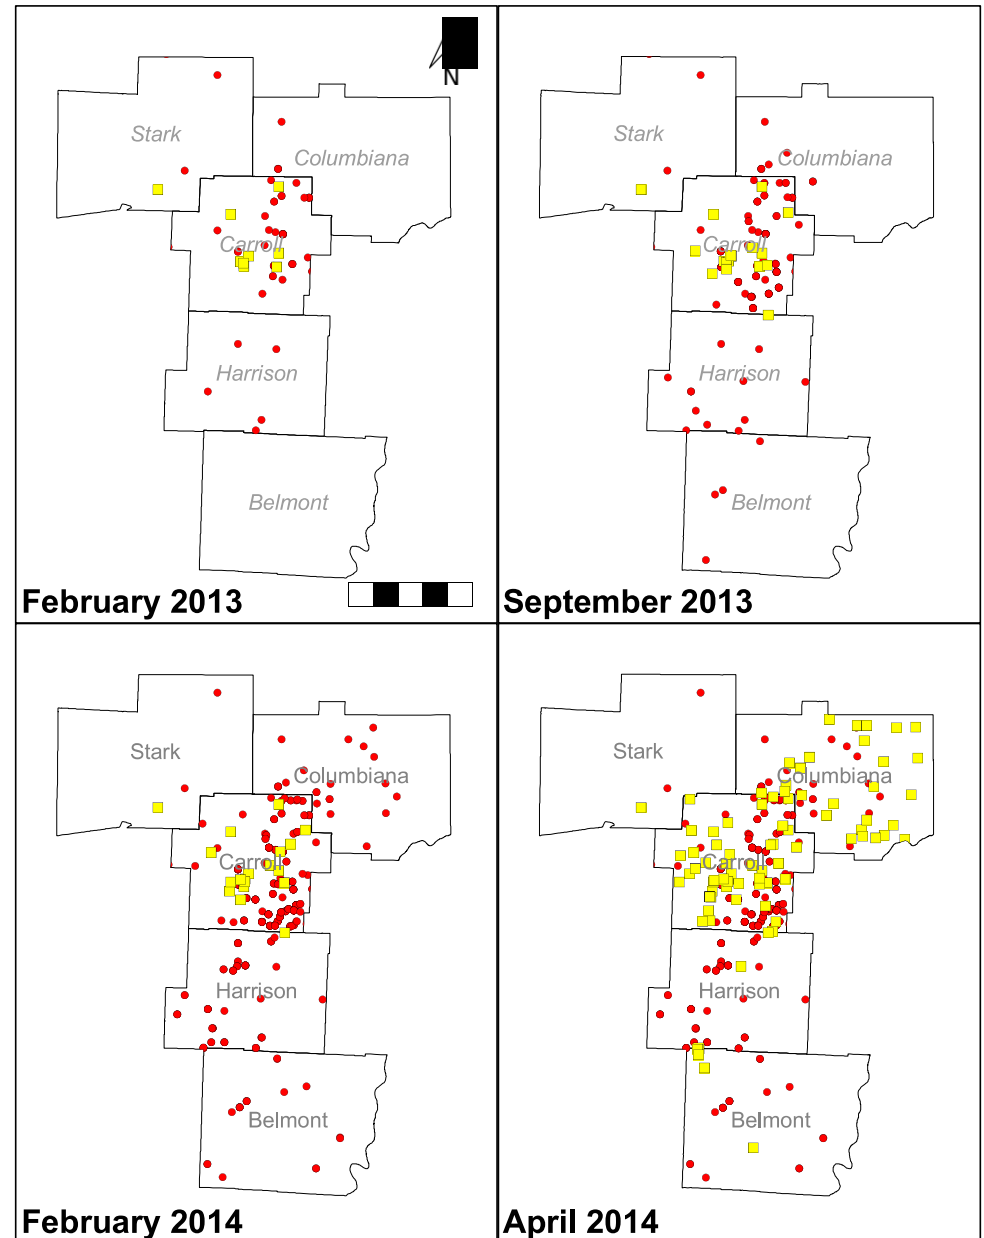 N
Stark
Columbiana
Carroll
Harrison
Belmont
February 2013
Stark
Columbiana
Carroll
Harrison
Belmont
September 2013
Stark
Columbiana
Carroll
Harrison
Belmont
February 2014
Stark
Columbiana
Carroll
Harrison
Belmont
April 2014